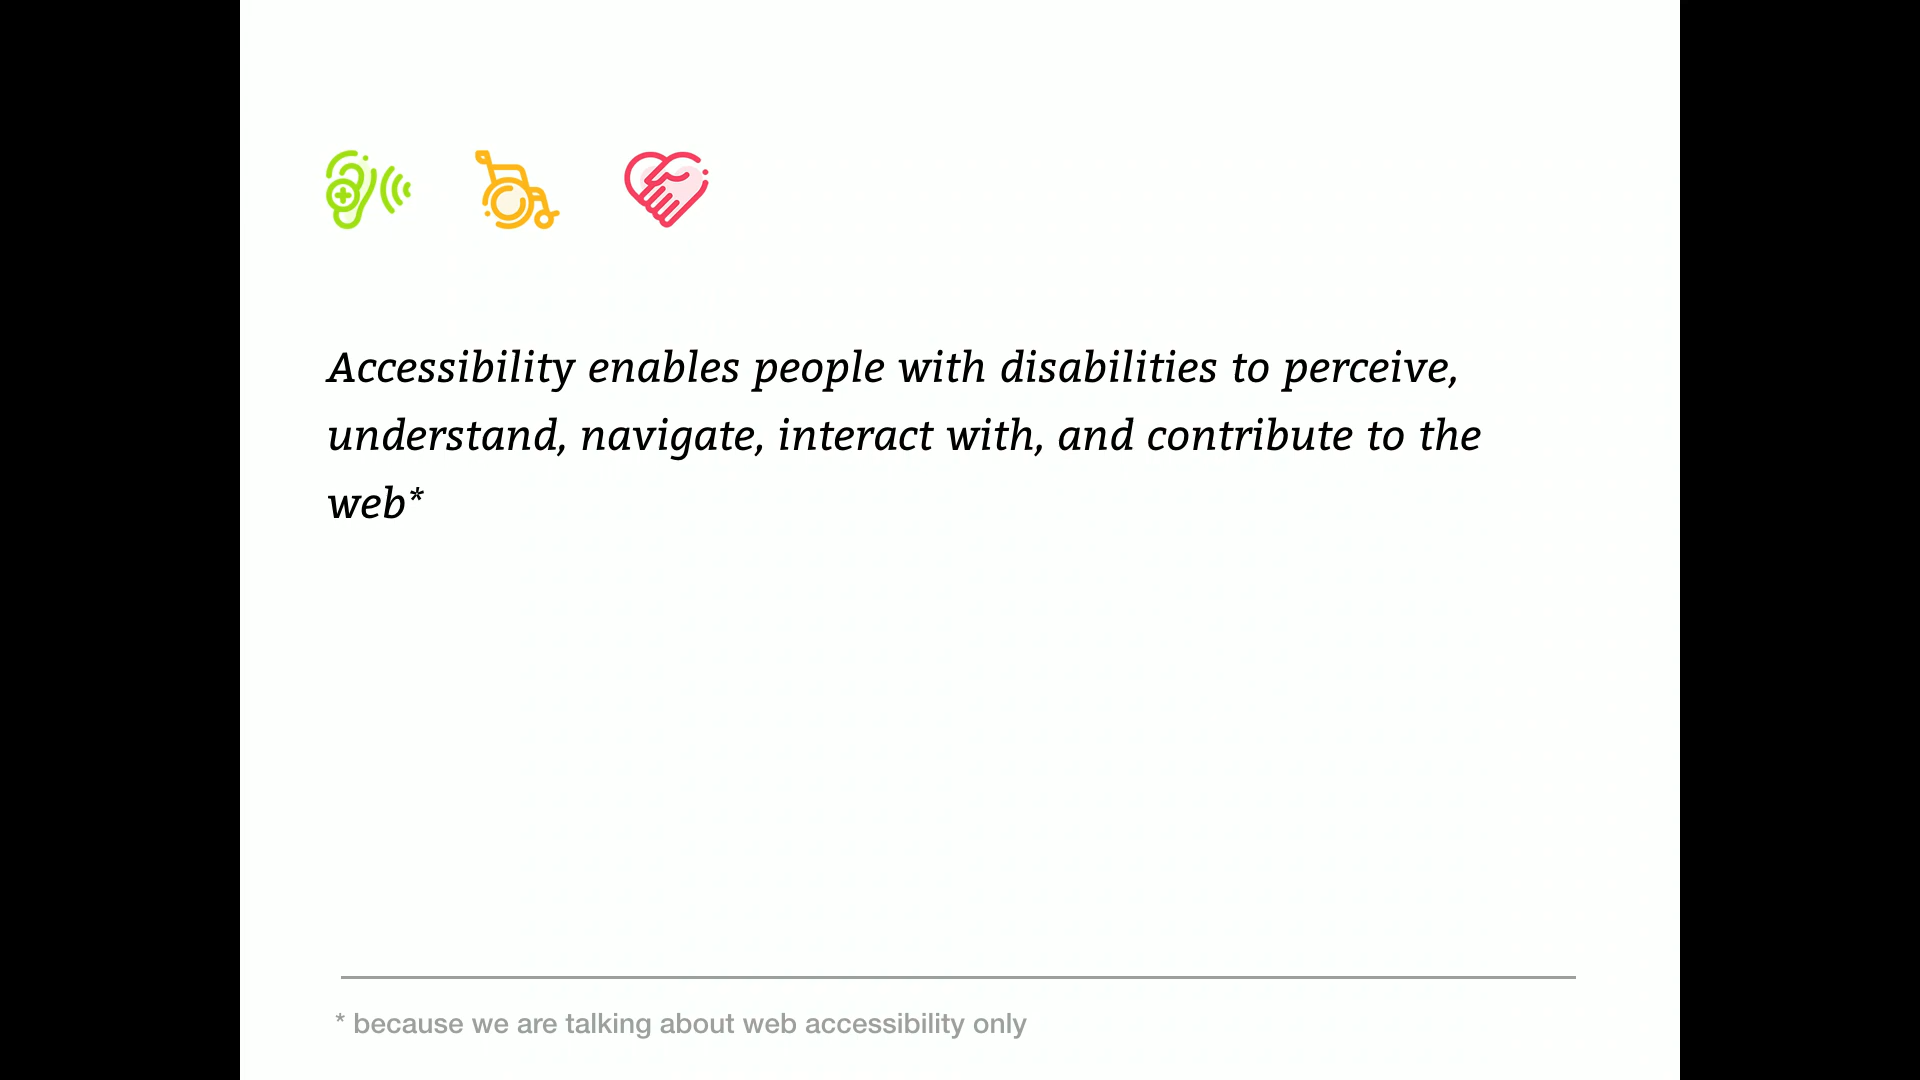 Accessibility enables people with disabilities to perceive,
understand, navigate, interact with, and contribute to the
web*
* because we are talking about web accessibility only